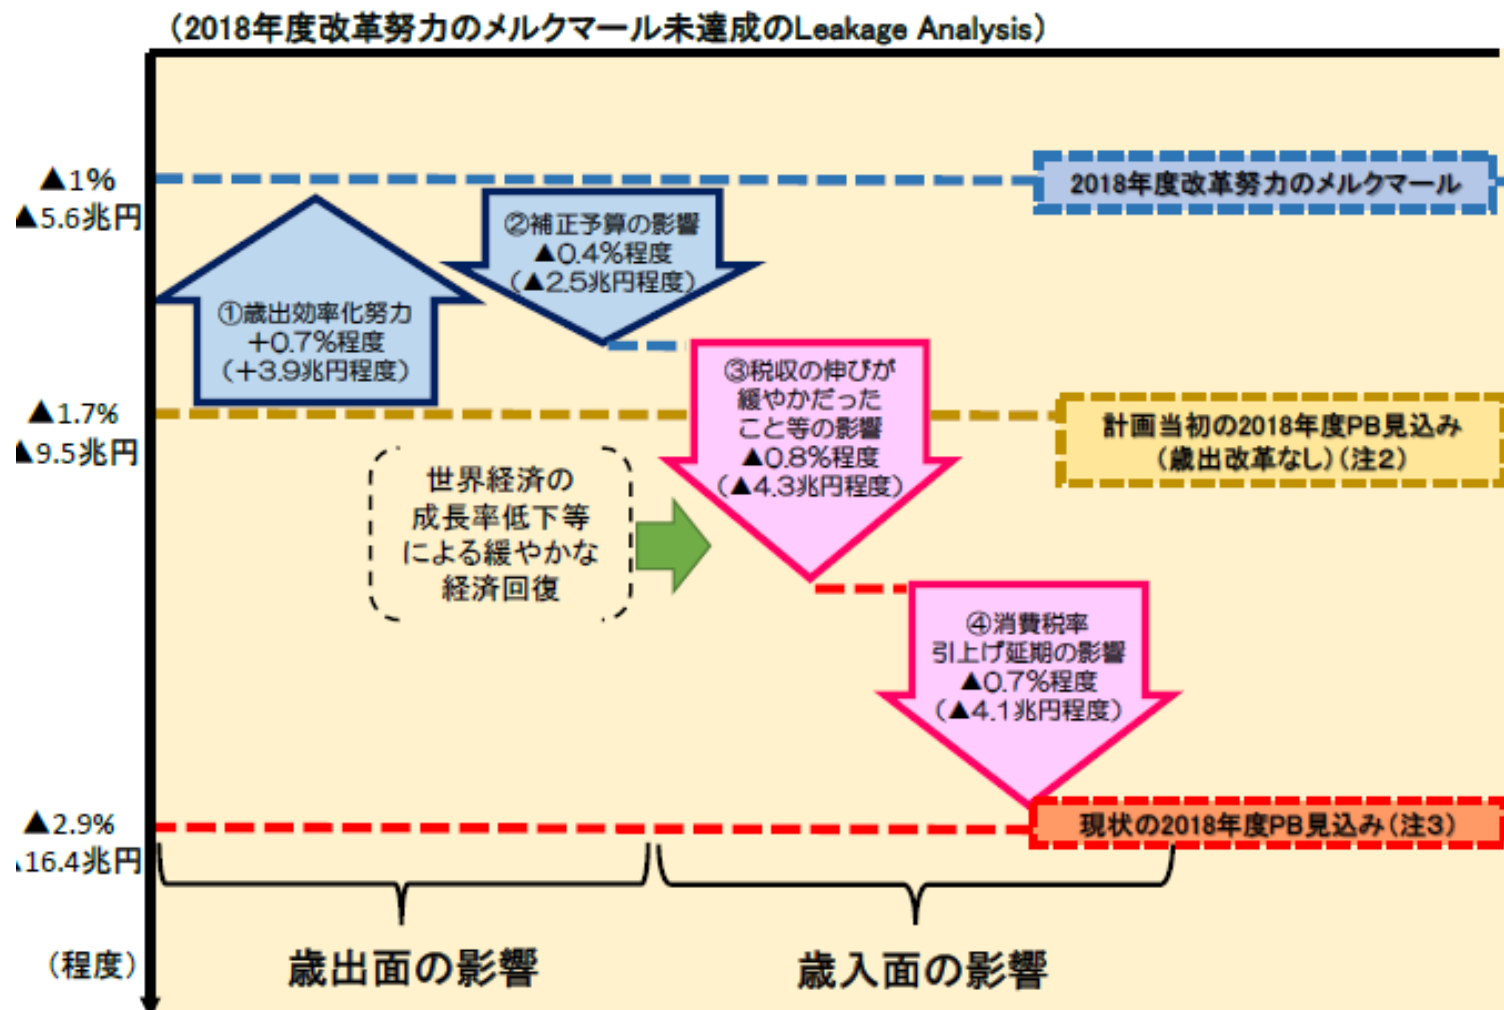 （2018年度改革努力のメルクマール未達成のLeakage Analysis）
▲1%
▲5.6兆円
2018年度改革努力のメルクマール
①歳出効率化努力
＋0.7%程度
（＋3.9兆円程度）
②補正予算の影響
▲0.4%程度
（▲2.5兆円程度）
▲1.7%
▲9.5兆円
③税収の伸びが
緩やかだった
こと等の影響
▲0.8%程度
（▲4.3兆円程度）
計画当初の2018年度PB見込み
（歳出改革なし）（注2）
世界経済の
成長率低下等
による緩やかな
経済回復
④消費税率
引上げ延期の影響
▲0.7%程度
（▲4.1兆円程度）
▲2.9%
▲16.4兆円
現状の2018年度PB見込み（注3）
（程度）
歳出面の影響
歳入面の影響